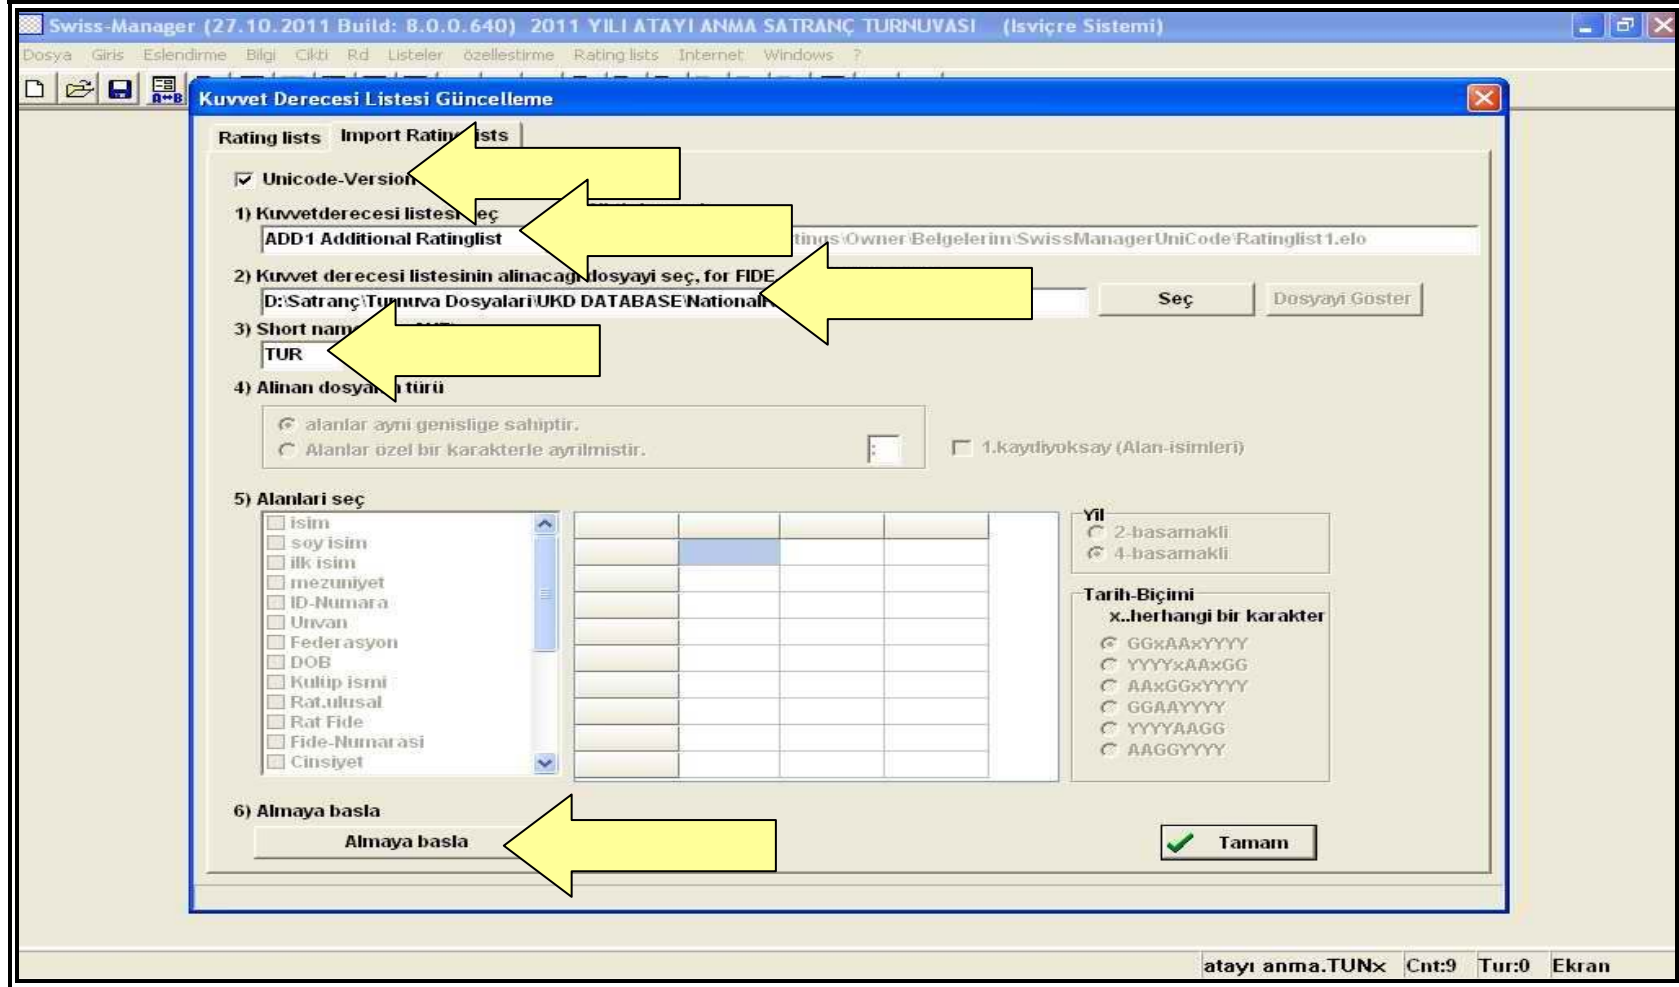 Swiss-Manager (27.10.2011 Build: 8.0.0.640) 2011 YILI ATAYI ANMA SATRANÇ TURNUVASI (Isviçre Sistemi)
Dosya Giris Eslendirme Bilgi Cikti Rd Listeler özellestirme Rating lists Internet Windows ?
Kuvvet Derecesi Listesi Güncelleme
Rating lists Import Rating lists
Unicode-Version
1) Kuvvetderecesi listesi seç
ADD1 Additional Ratinglist \Owner\Belgelerim\SwissManagerUniCode\Ratinglist1.elo
2) Kuvvet derecesi listesinin alinacagi dosyayi seç, for FIDE
D:\Satranç\Turnuva Dosyalari\UKD DATABASE\National Seç Dosyayi Göster
3) Short name
TUR
4) Alinan dosyanin türü
alanlar ayni genislige sahiptir.
Alanlar özel bir karakterle ayrilmistir. : 1.kaydiyoksay (Alan-isimleri)
5) Alanlari seç
isim
soy isim
ilk isim
mezuniyet
ID-Numara
Unvan
Federasyon
DOB
Kulüp ismi
Rat.ulusal
Rat Fide
Fide-Numarasi
Cinsiyet
Yil
2-basamakli
4-basamakli
Tarih-Biçimi
x..herhangi bir karakter
GGxAAxYYYY
YYYYxAAxGG
AAxGGxYYYY
GGAAYYYY
YYYYAAGG
AAGGYYYY
6) Almaya basla
Almaya basla Tamam
atayı anma.TUNx Cnt:9 Tur:0 Ekran